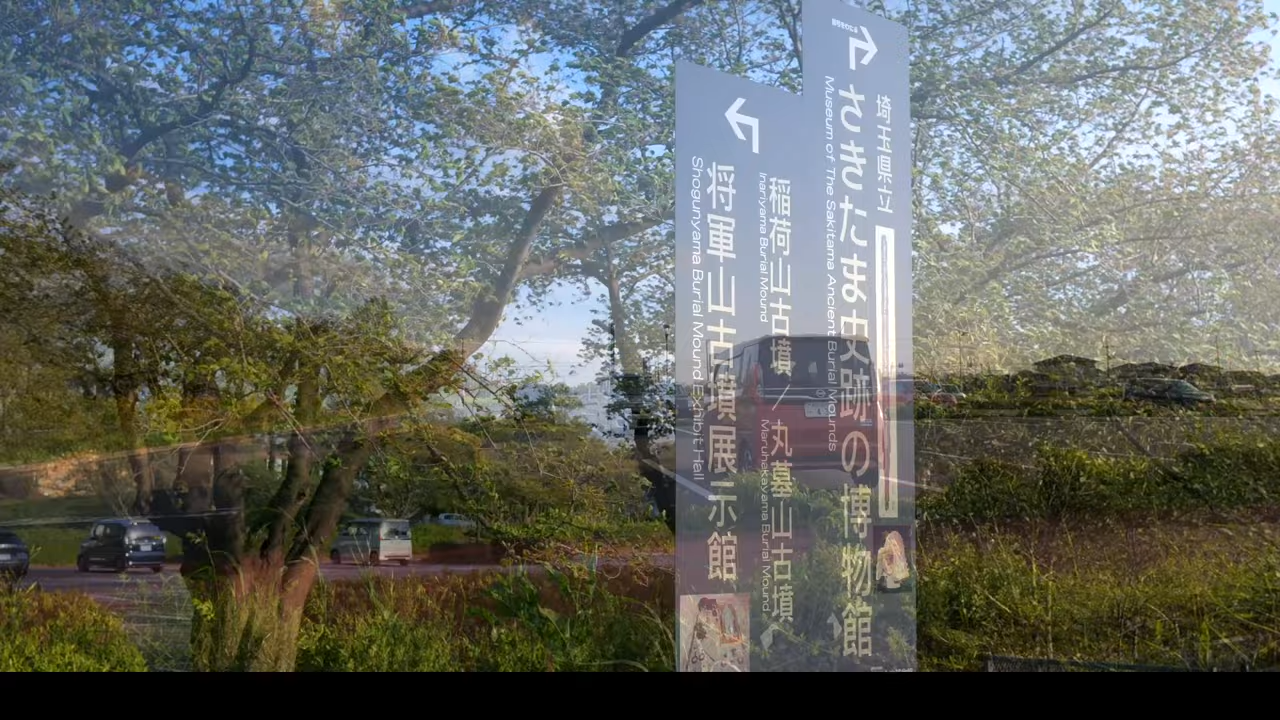 埼玉県立
さきたま史跡の博物館
Museum of The Sakitama Ancient Burial Mounds
稲荷山古墳／丸墓山古墳
Inariyama Burial Mound
Maruhakayama Burial Mound
将軍山古墳展示館
Shogunyama Burial Mound Exhibit Hall